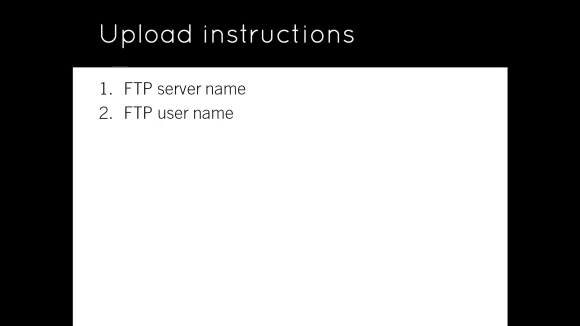 Upload instructions
1. FTP server name
2. FTP user name